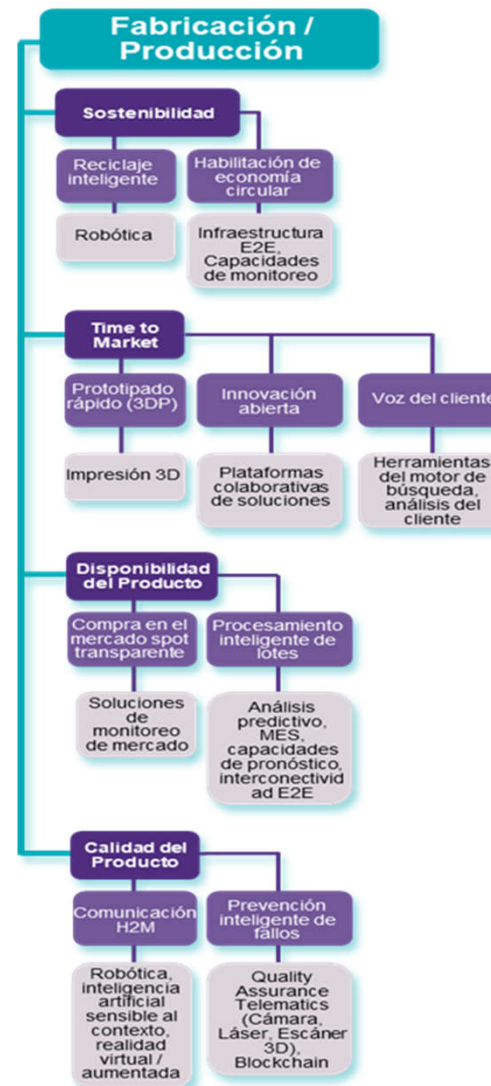 Fabricación /
Producción
Sostenibilidad
Reciclaje
inteligente
Habilitación de
economía
circular
Robótica
Infraestructura
E2E,
Capacidades
de monitoreo
Time to
Market
Prototipado
rápido (3DP)
Innovación
abierta
Voz del cliente
Impresión 3D
Plataformas
colaborativas
de soluciones
Herramientas
del motor de
búsqueda,
análisis del
cliente
Disponibilidad
del Producto
Compra en el
mercado spot
transparente
Procesamiento
inteligente de
lotes
Soluciones
de
monitoreo
de mercado
Análisis
predictivo,
MES,
capacidades
de pronóstico,
interconectivid
ad E2E
Calidad del
Producto
Comunicación
H2M
Prevención
inteligente de
fallos
Robótica,
inteligencia
artificial
sensible al
contexto,
realidad
virtual /
aumentada
Quality
Assurance
Telematics
(Cámara,
Láser, Escáner
3D),
Blockchain